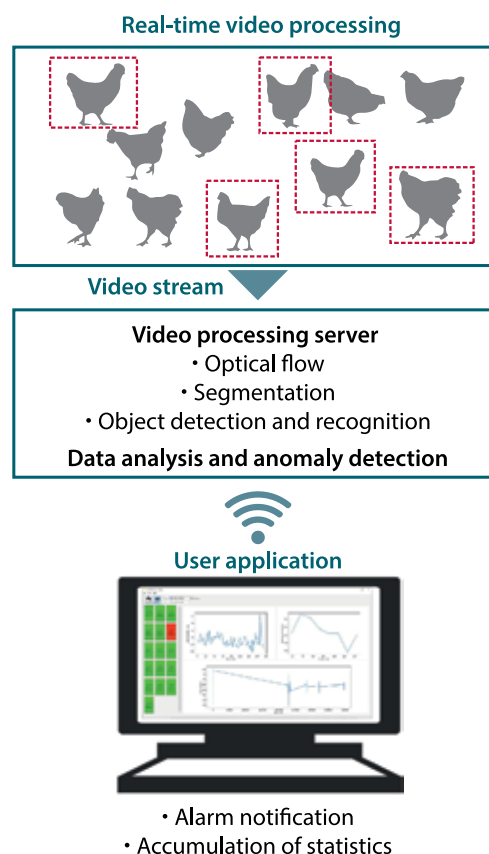 Real-time video processing
Video stream
Video processing server
• Optical flow
• Segmentation
• Object detection and recognition
Data analysis and anomaly detection
User application
• Alarm notification
• Accumulation of statistics